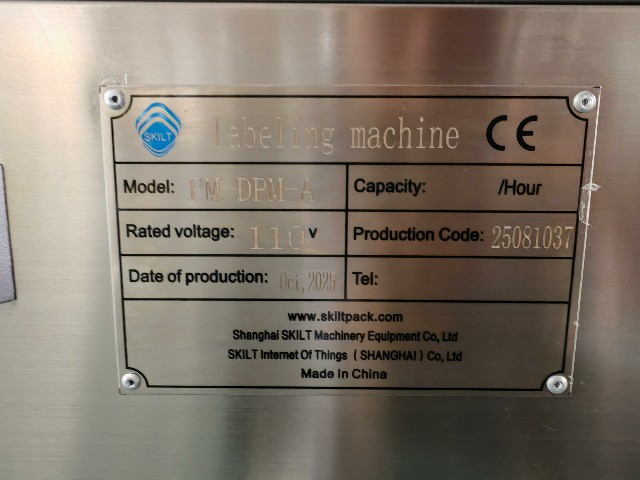 SKILT labeling machine CE
Model: PM-DPM-A Capacity: /Hour
Rated voltage: 110 v Production Code: 25081037
Date of production: Oct, 2025 Tel:
www.skiltpack.com
Shanghai SKILT Machinery Equipment Co, Ltd
SKILT Internet Of Things ( SHANGHAI ) Co, Ltd
Made In China